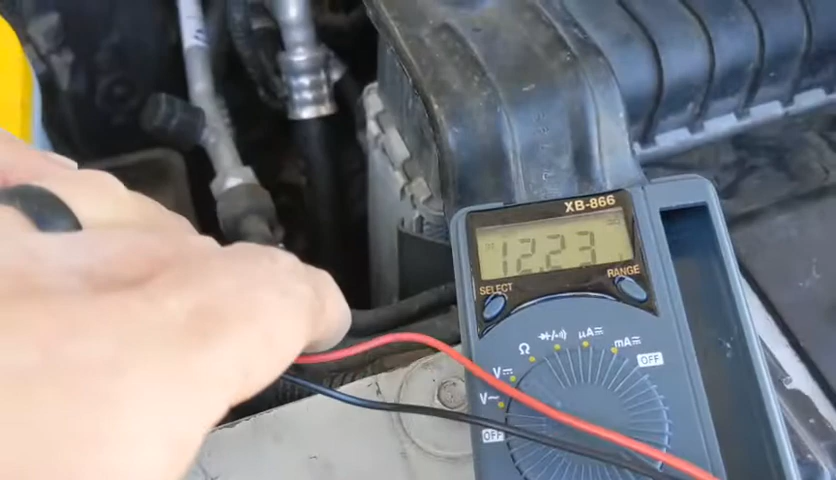 XB-866
12.23
SELECT
RANGE
Ω
µA
mA
OFF
V
V~
OFF